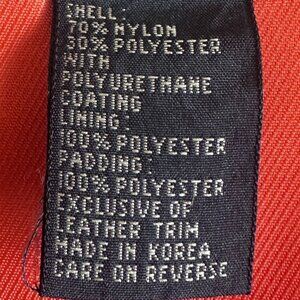 SHELL:
70% NYLON
30% POLYESTER
WITH
POLYURETHANE
COATING
LINING:
100% POLYESTER
PADDING:
100% POLYESTER
EXCLUSIVE OF
LEATHER TRIM
MADE IN KOREA
CARE ON REVERSE